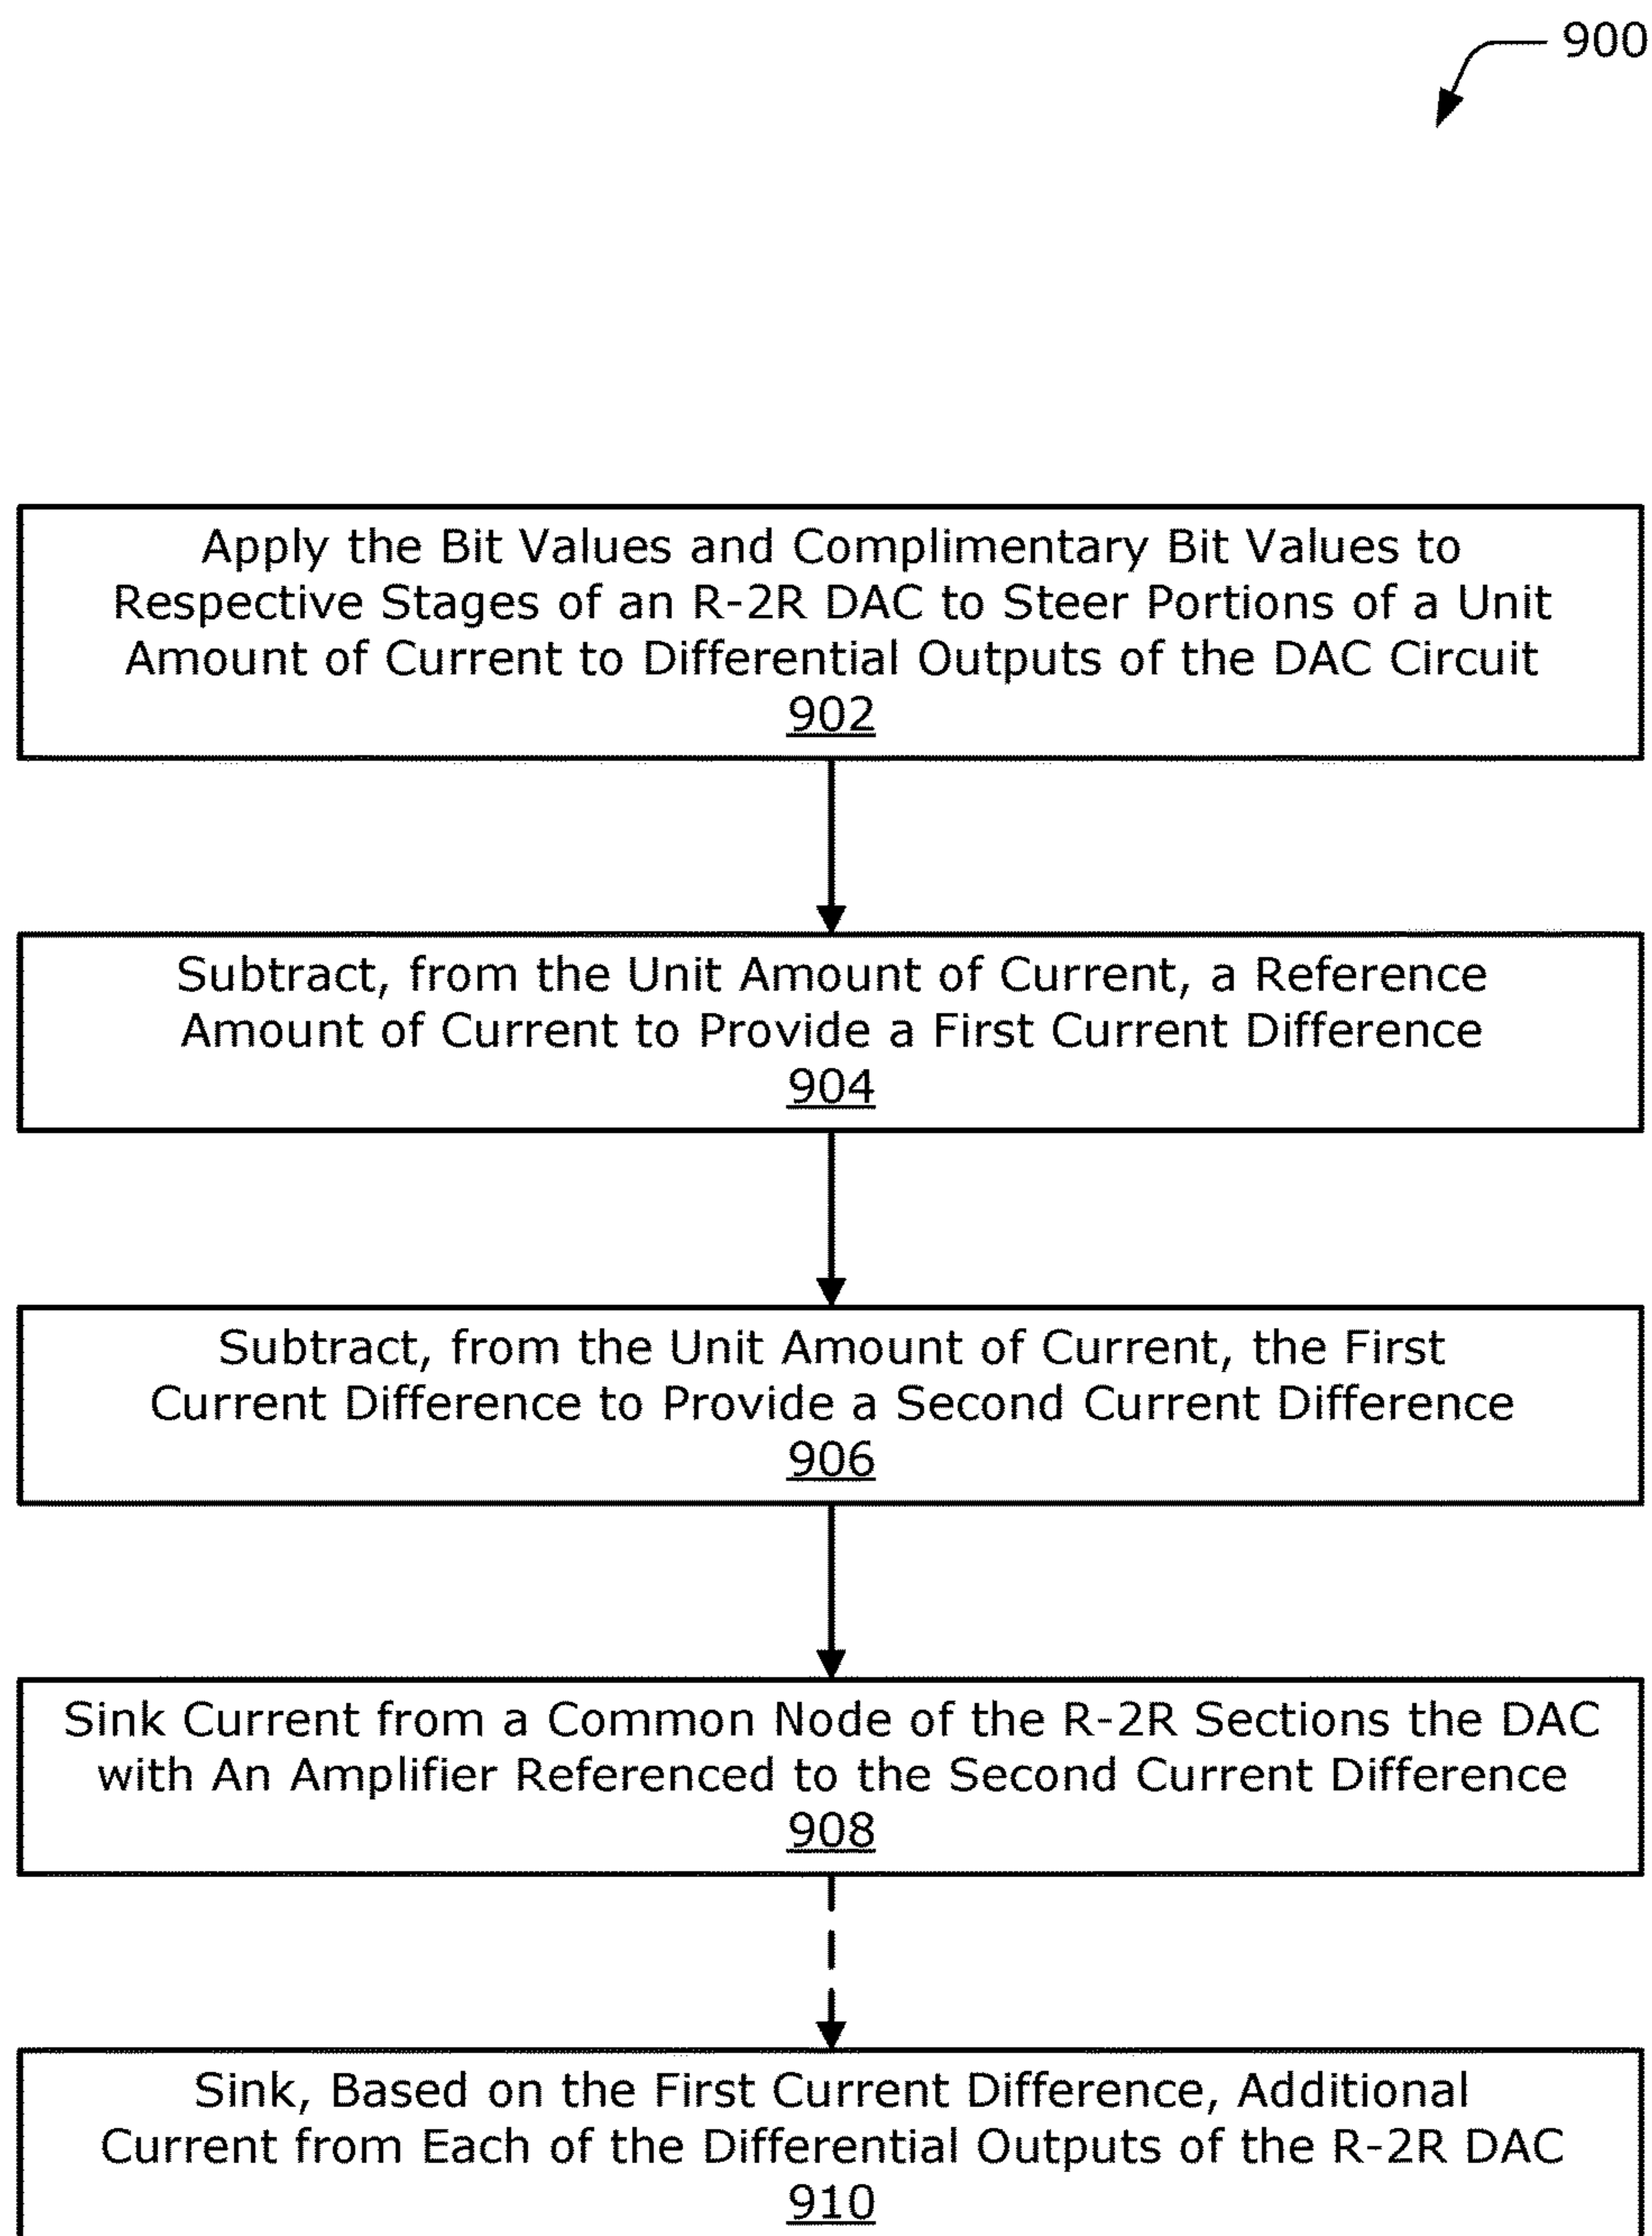 900
Apply the Bit Values and Complimentary Bit Values to
Respective Stages of an R-2R DAC to Steer Portions of a Unit
Amount of Current to Differential Outputs of the DAC Circuit
902
Subtract, from the Unit Amount of Current, a Reference
Amount of Current to Provide a First Current Difference
904
Subtract, from the Unit Amount of Current, the First
Current Difference to Provide a Second Current Difference
906
Sink Current from a Common Node of the R-2R Sections the DAC
with An Amplifier Referenced to the Second Current Difference
908
Sink, Based on the First Current Difference, Additional
Current from Each of the Differential Outputs of the R-2R DAC
910